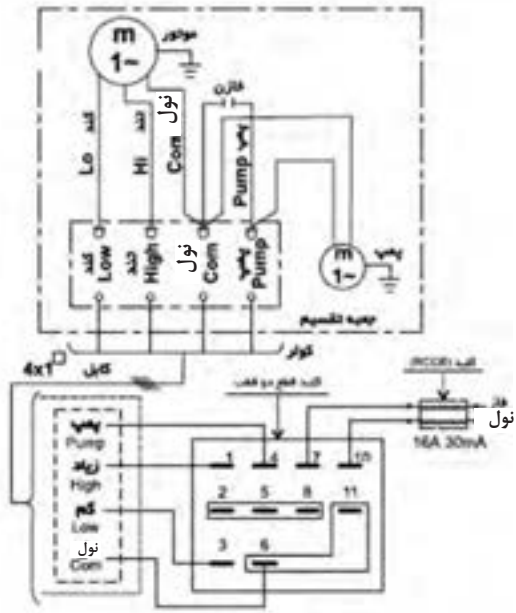 m
1~
موتور
خازن
کند
Lo
تند
Hi
نول
Com
پمپ
Pump
کند
Low
تند
High
نول
Com
پمپ
Pump
m
1~
پمپ
جعبه تقسیم
کولر
4x1
کابل
کلید قطع دو قطب
کلید (RCCB)
فاز
نول
16A 30mA
پمپ
Pump
زیاد
High
کم
Low
نول
Com
1 4 7 10
2 5 8 11
3 6